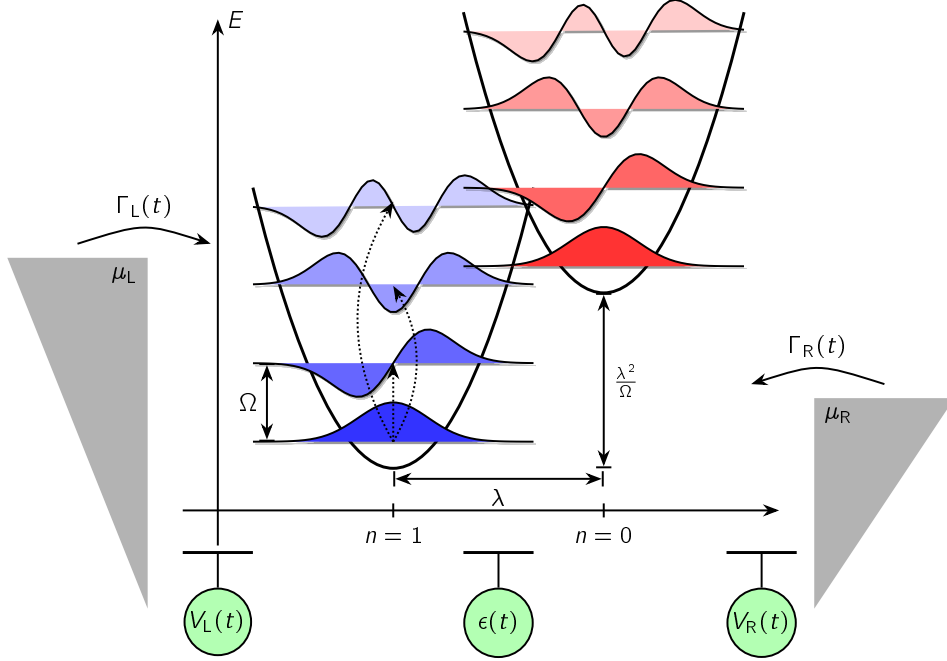 E
Γ_L(t)
μ_L
Γ_R(t)
λ²/Ω
Ω
μ_R
λ
n = 1
n = 0
V_L(t)
ϵ(t)
V_R(t)